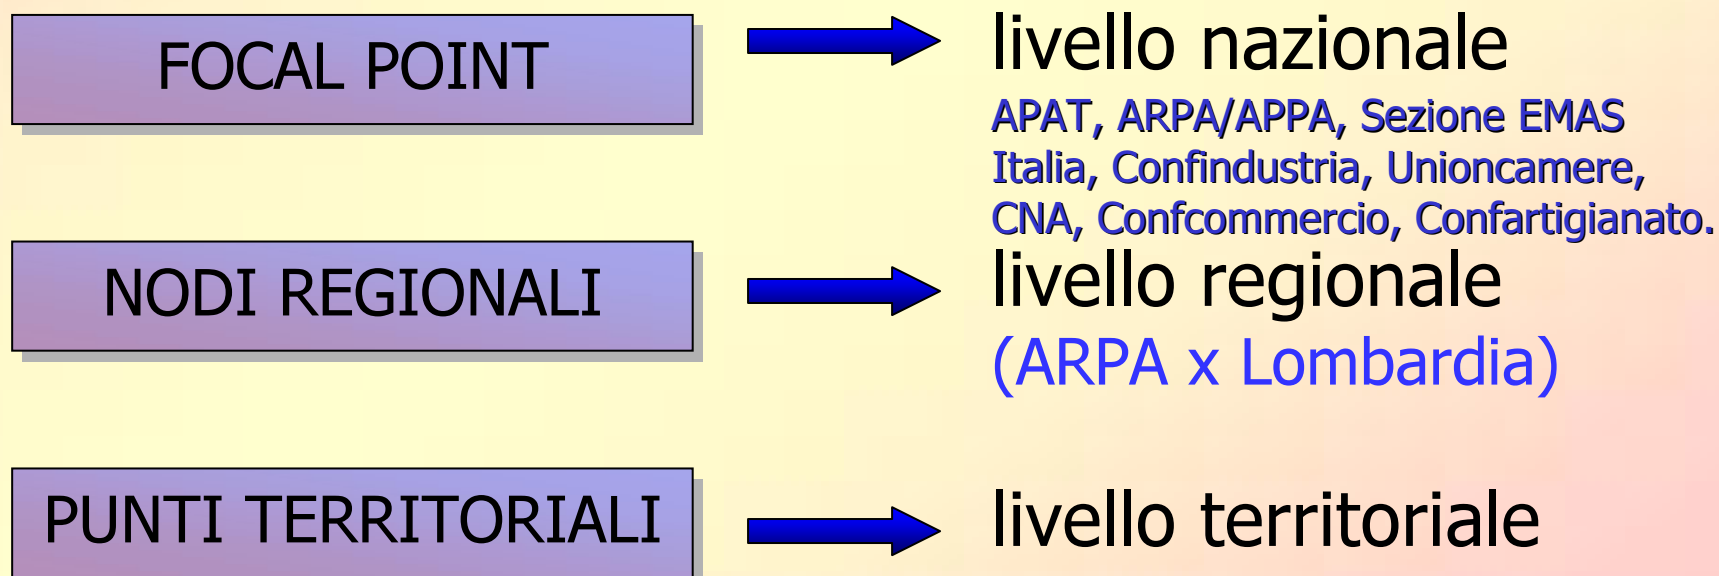 FOCAL POINT
livello nazionale
APAT, ARPA/APPA, Sezione EMAS
Italia, Confindustria, Unioncamere,
CNA, Confcommercio, Confartigianato.
NODI REGIONALI
livello regionale
(ARPA x Lombardia)
PUNTI TERRITORIALI
livello territoriale